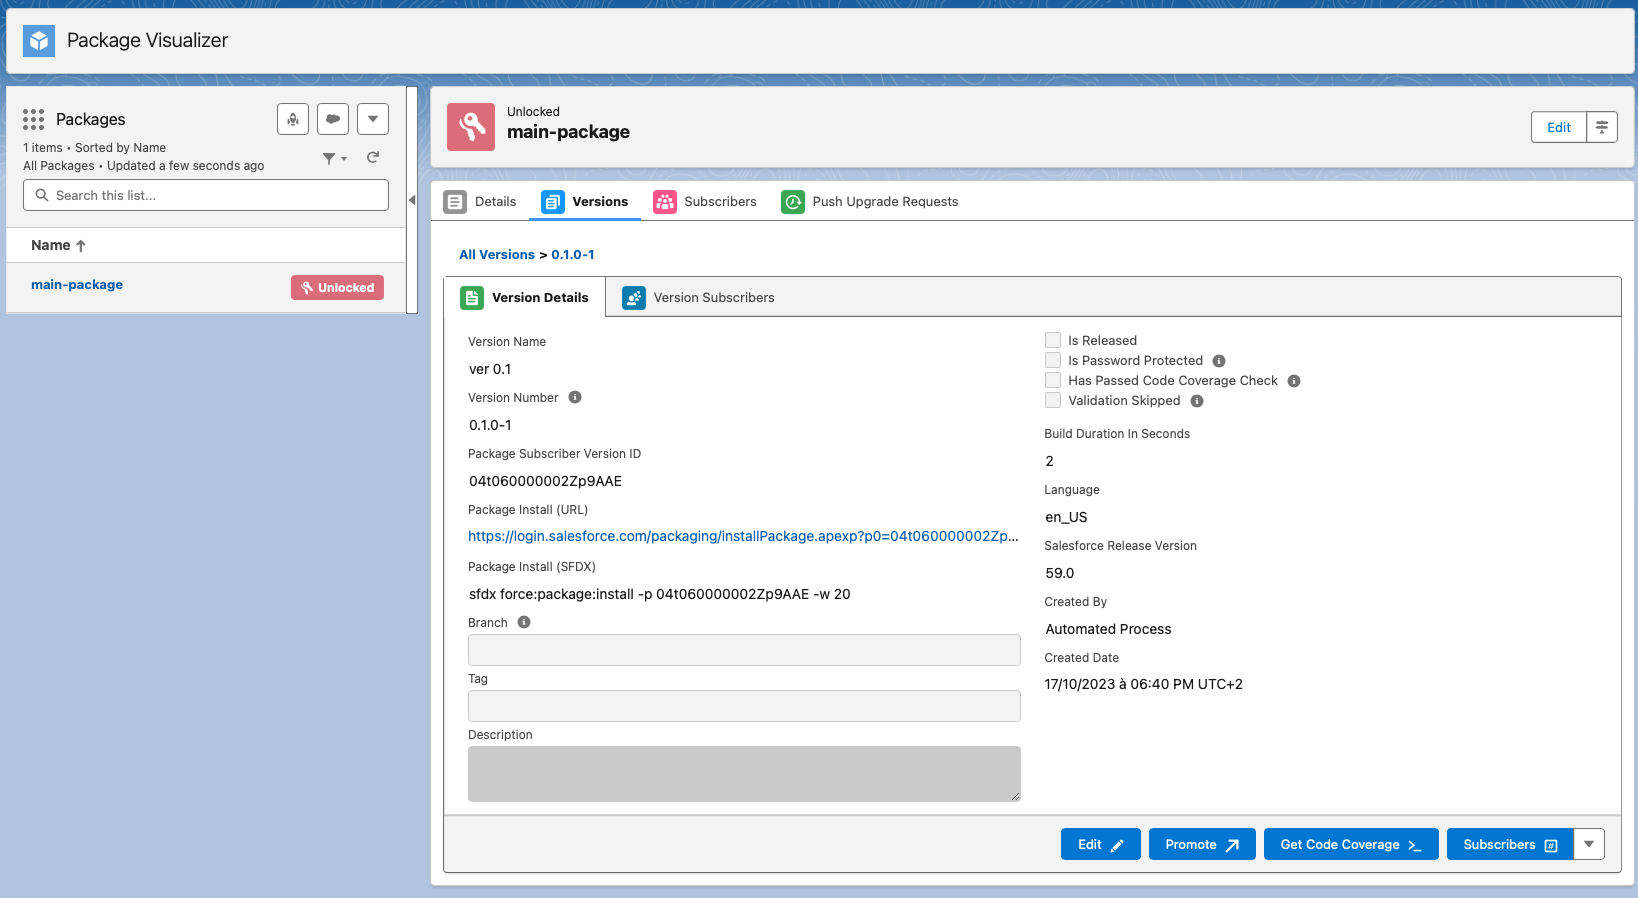 Package Visualizer
Packages
1 items • Sorted by Name
All Packages • Updated a few seconds ago
Search this list...
Name
main-package
Unlocked
Unlocked
main-package
Edit
Details
Versions
Subscribers
Push Upgrade Requests
All Versions > 0.1.0-1
Version Details
Version Subscribers
Version Name
ver 0.1
Version Number
0.1.0-1
Package Subscriber Version ID
04t060000002Zp9AAE
Package Install (URL)
https://login.salesforce.com/packaging/installPackage.apexp?p0=04t060000002Zp...
Package Install (SFDX)
sfdx force:package:install -p 04t060000002Zp9AAE -w 20
Branch
Tag
Description
Is Released
Is Password Protected
Has Passed Code Coverage Check
Validation Skipped
Build Duration In Seconds
2
Language
en_US
Salesforce Release Version
59.0
Created By
Automated Process
Created Date
17/10/2023 à 06:40 PM UTC+2
Edit
Promote
Get Code Coverage
Subscribers